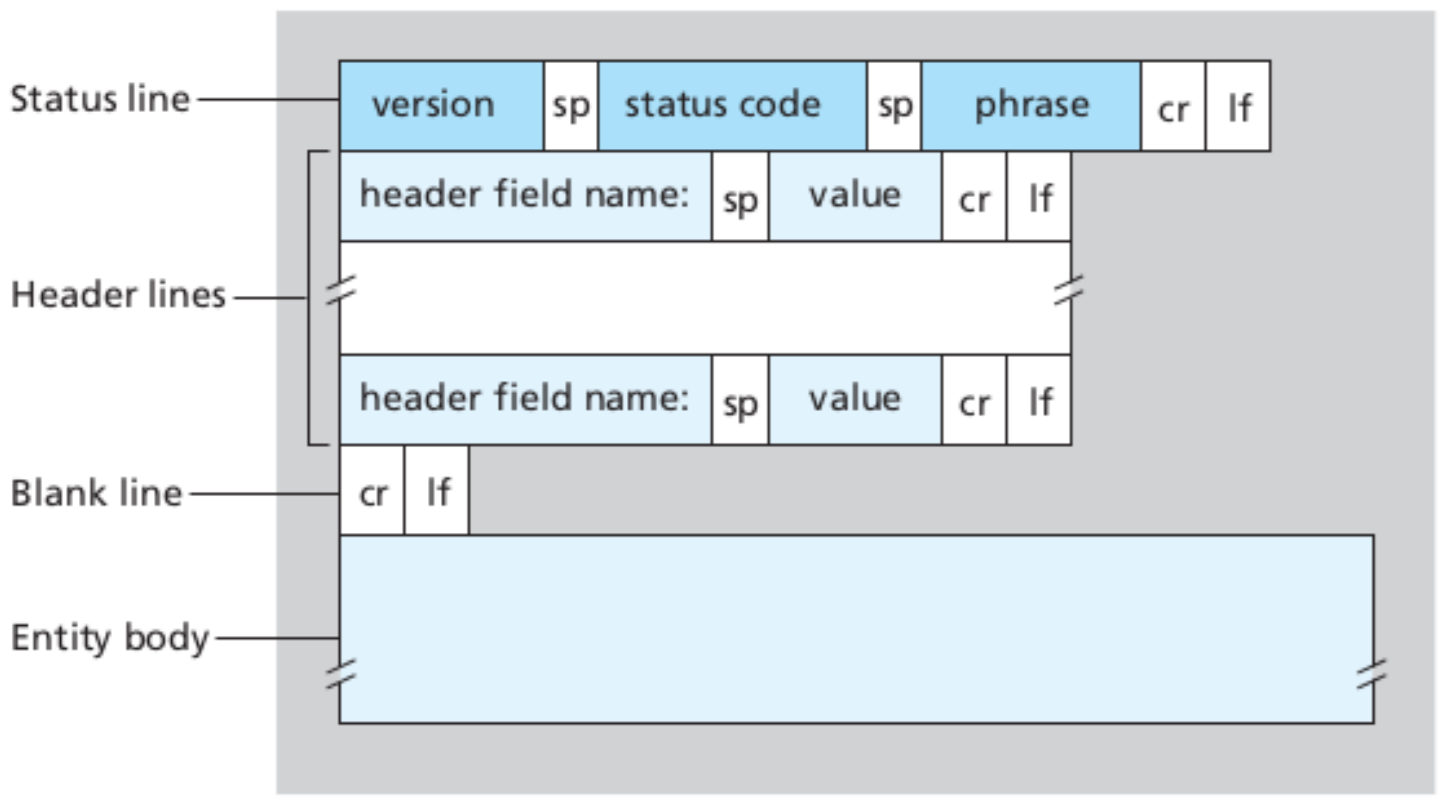 Status line
version sp status code sp phrase cr lf
header field name: sp value cr lf
Header lines
header field name: sp value cr lf
Blank line
cr lf
Entity body